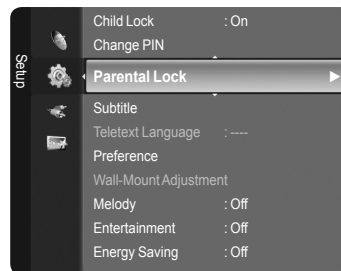 Setup
Child Lock : On
Change PIN
Parental Lock
Subtitle
Teletext Language : ----
Preference
Wall-Mount Adjustment
Melody : Off
Entertainment : Off
Energy Saving : Off